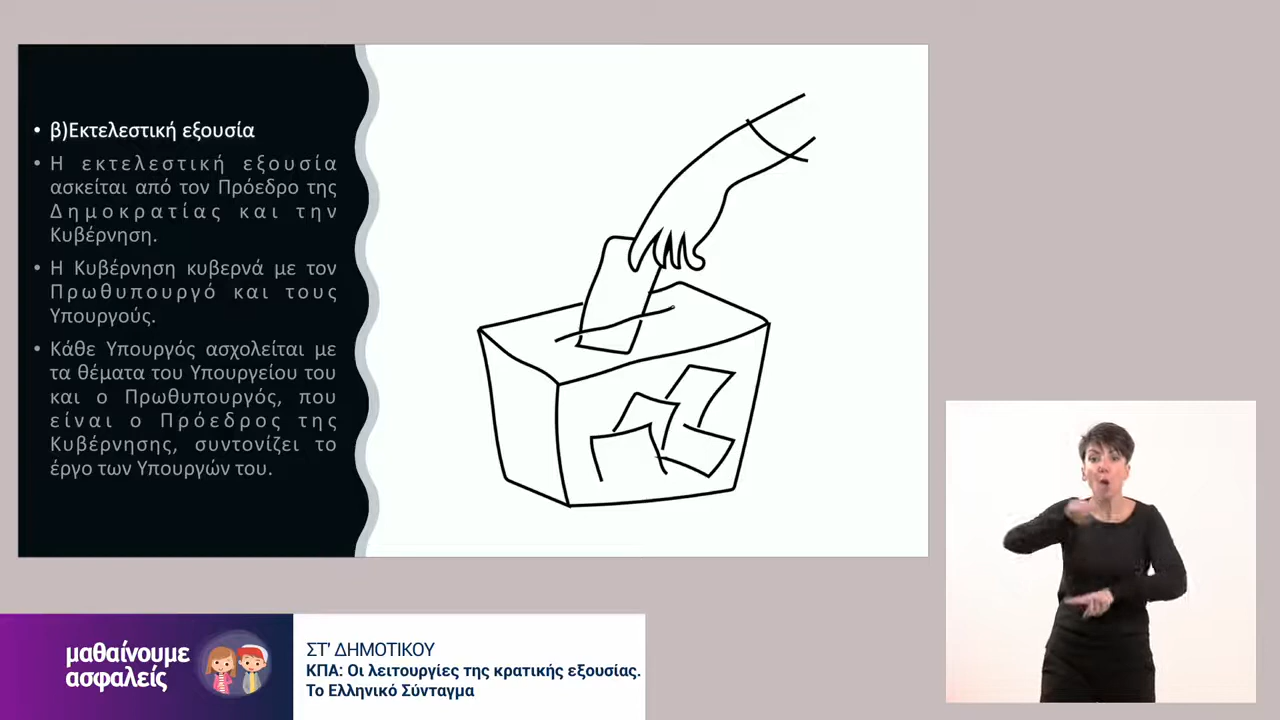 • β)Εκτελεστική εξουσία
• Η εκτελεστική εξουσία
ασκείται από τον Πρόεδρο της
Δημοκρατίας και την
Κυβέρνηση.
• Η Κυβέρνηση κυβερνά με τον
Πρωθυπουργό και τους
Υπουργούς.
• Κάθε Υπουργός ασχολείται με
τα θέματα του Υπουργείου του
και ο Πρωθυπουργός, που
είναι ο Πρόεδρος της
Κυβέρνησης, συντονίζει το
έργο των Υπουργών του.
μαθαίνουμε
ασφαλείς
ΣΤ' ΔΗΜΟΤΙΚΟΥ
ΚΠΑ: Οι λειτουργίες της κρατικής εξουσίας.
Το Ελληνικό Σύνταγμα